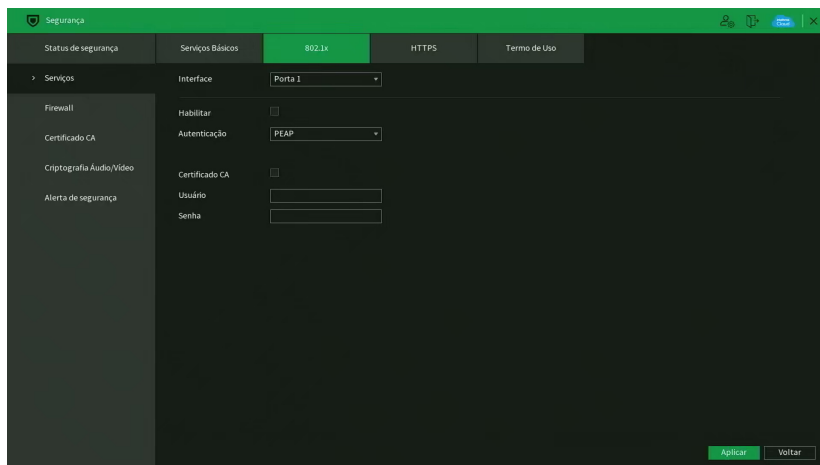 Segurança
Cloud
Status de segurança
Serviços Básicos
802.1x
HTTPS
Termo de Uso
> Serviços
Interface
Porta 1
Firewall
Habilitar
Certificado CA
Autenticação
PEAP
Criptografia Áudio/Vídeo
Certificado CA
Alerta de segurança
Usuário
Senha
Aplicar
Voltar